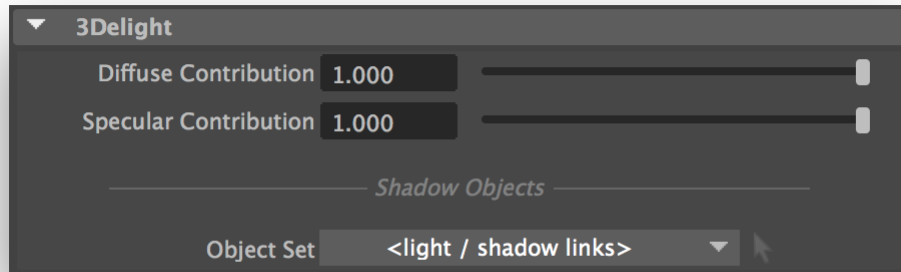 3Delight
Diffuse Contribution 1.000
Specular Contribution 1.000
Shadow Objects
Object Set <light / shadow links>